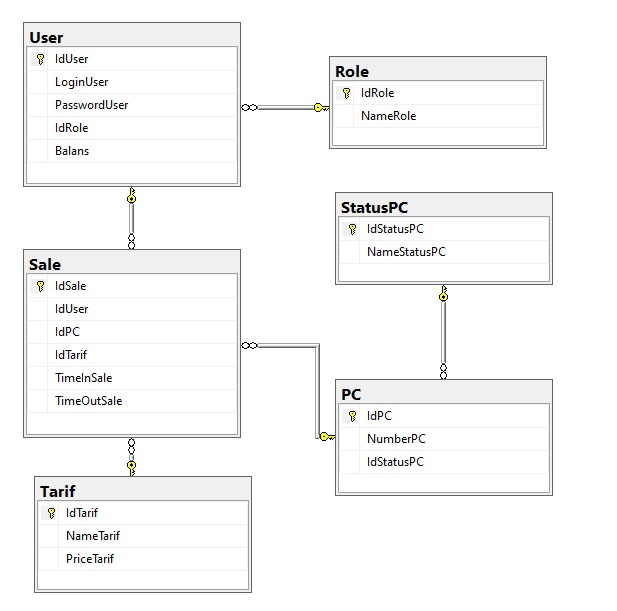 User
IdUser
LoginUser
PasswordUser
IdRole
Balans
Role
IdRole
NameRole
StatusPC
IdStatusPC
NameStatusPC
Sale
IdSale
IdUser
IdPC
IdTarif
TimeInSale
TimeOutSale
PC
IdPC
NumberPC
IdStatusPC
Tarif
IdTarif
NameTarif
PriceTarif